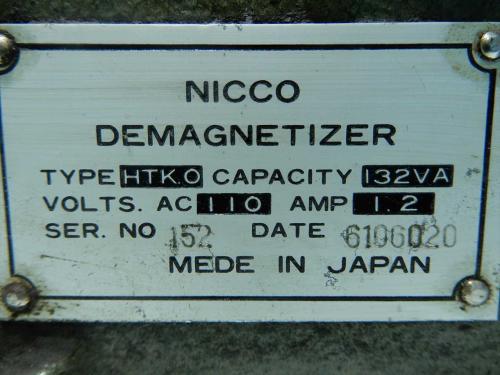 NICCO
DEMAGNETIZER
TYPE HTK.O CAPACITY 132VA
VOLTS. AC 110 AMP 1.2
SER. NO 152 DATE 6106020
MEDE IN JAPAN